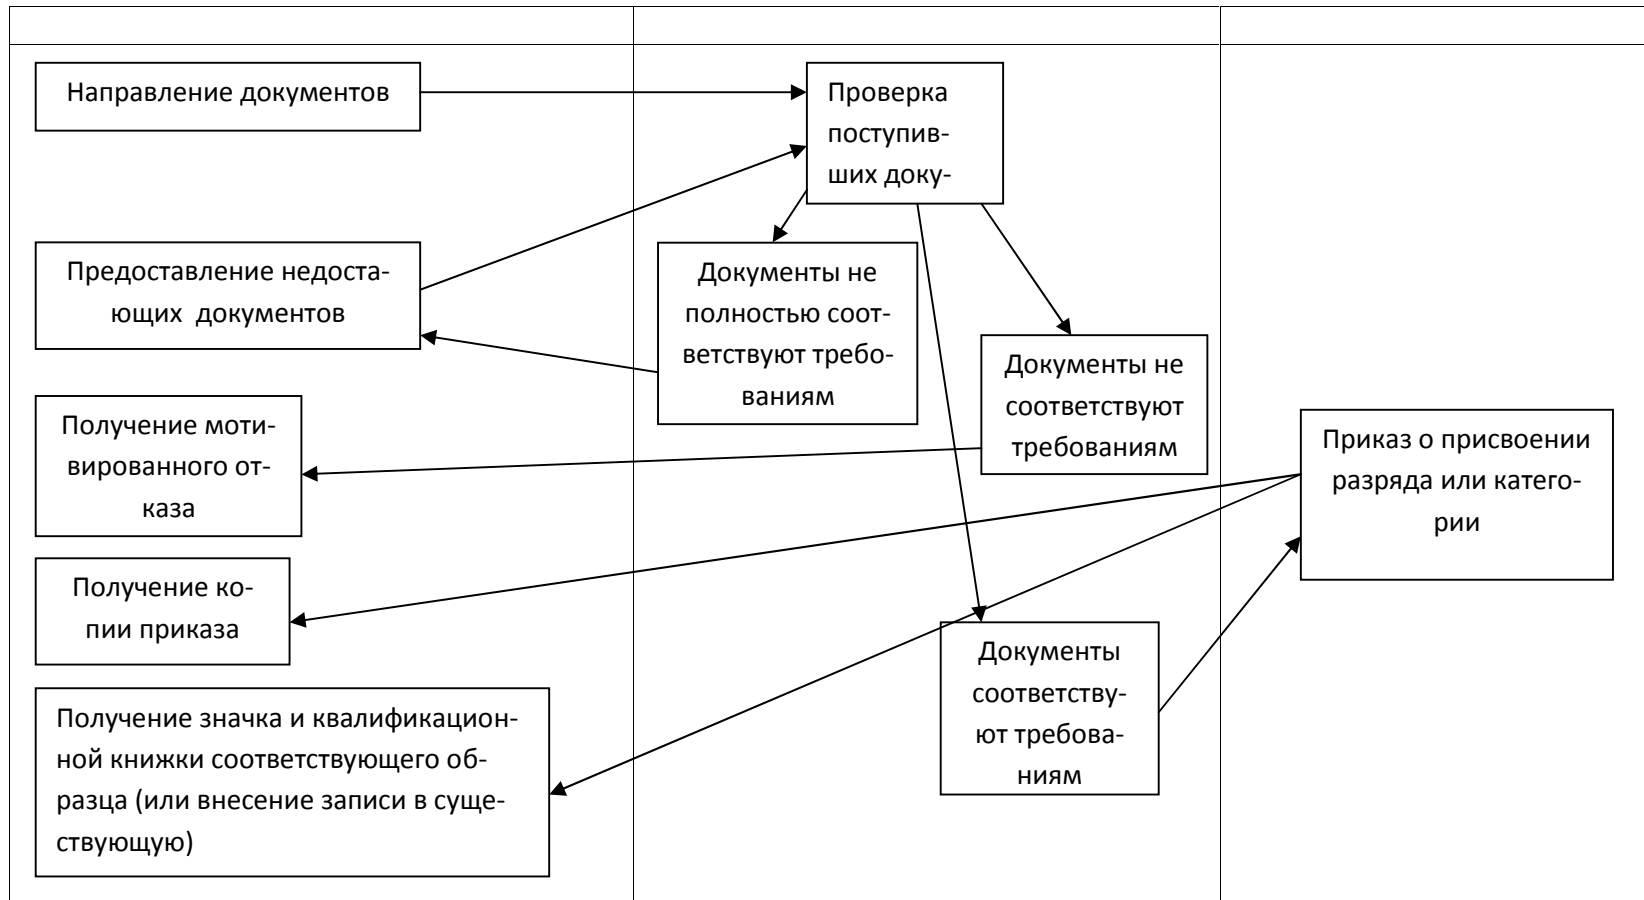 Направление документов
Проверка
поступив-
ших доку-
Предоставление недоста-
ющих документов
Документы не
полностью соот-
ветствуют требо-
ваниям
Документы не
соответствуют
требованиям
Получение моти-
вированного от-
каза
Приказ о присвоении
разряда или катего-
рии
Получение ко-
пии приказа
Документы
соответству-
ют требова-
ниям
Получение значка и квалификацион-
ной книжки соответствующего об-
разца (или внесение записи в суще-
ствующую)